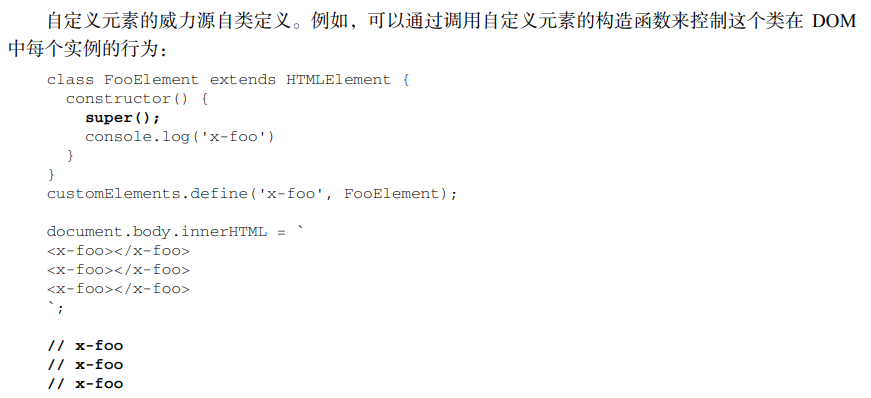 自定义元素的威力源自类定义。例如，可以通过调用自定义元素的构造函数来控制这个类在 DOM
中每个实例的行为：
class FooElement extends HTMLElement {
  constructor() {
    super();
    console.log('x-foo')
  }
}
customElements.define('x-foo', FooElement);

document.body.innerHTML = `
<x-foo></x-foo>
<x-foo></x-foo>
<x-foo></x-foo>
`;

// x-foo
// x-foo
// x-foo